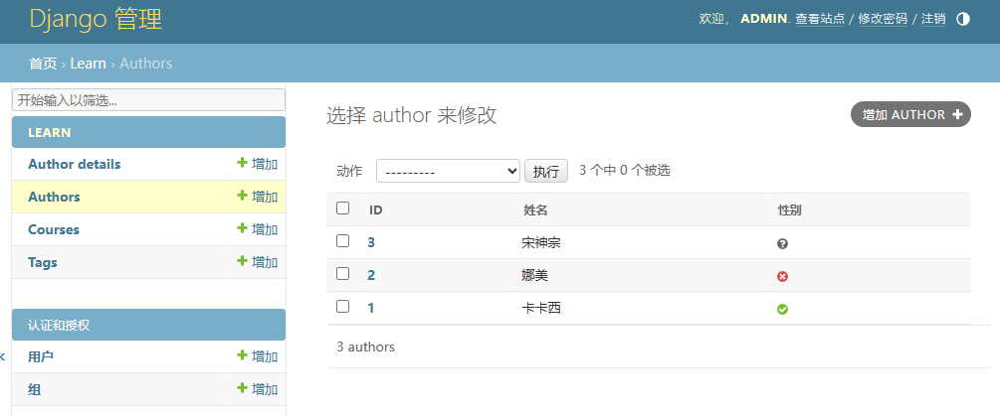 Django 管理
欢迎， ADMIN. 查看站点 / 修改密码 / 注销
首页 › Learn › Authors
开始输入以筛选...
LEARN
Author details + 增加
Authors + 增加
Courses + 增加
Tags + 增加
认证和授权
用户 + 增加
组 + 增加
选择 author 来修改
增加 AUTHOR +
动作 --------- 执行 3 个中 0 个被选
ID 姓名 性别
3 宋神宗
2 娜美
1 卡卡西
3 authors